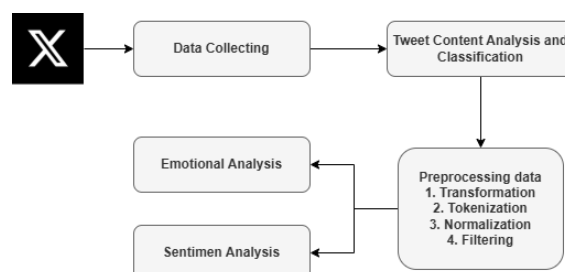 X
Data Collecting
Tweet Content Analysis and
Classification
Emotional Analysis
Preprocessing data
1. Transformation
2. Tokenization
3. Normalization
4. Filtering
Sentimen Analysis